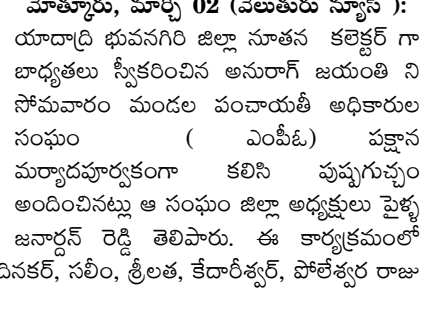 మోత్కూరు, మార్చి 02 (వెలుతురు న్యూస్ ):
యాదాద్రి భువనగిరి జిల్లా నూతన కలెక్టర్ గా
బాధ్యతలు స్వీకరించిన అనురాగ్ జయంతి ని
సోమవారం మండల పంచాయతీ అధికారుల
సంఘం ( ఎంపీఓ) పక్షాన
మర్యాదపూర్వకంగా కలిసి పుష్పగుచ్ఛం
అందించినట్లు ఆ సంఘం జిల్లా అధ్యక్షులు పైళ్ళ
జనార్దన్ రెడ్డి తెలిపారు. ఈ కార్యక్రమంలో
దినకర్, సలీం, శ్రీలత, కేదారీశ్వర్, పోలేశ్వర రాజు